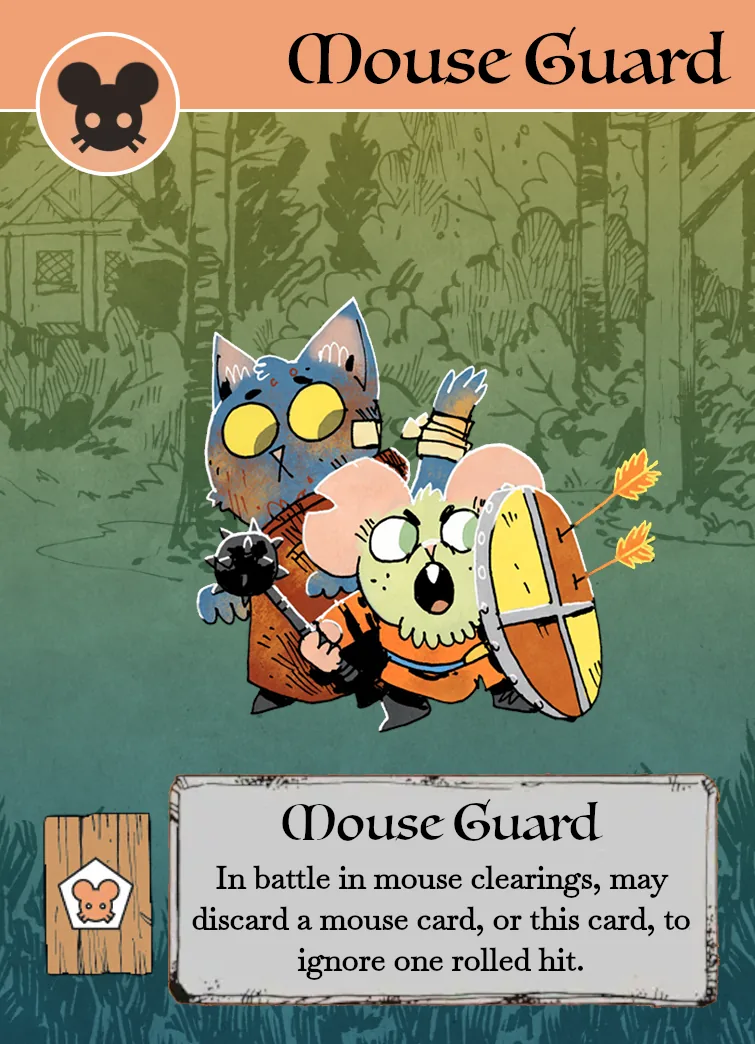 Mouse Guard
Mouse Guard
In battle in mouse clearings, may
discard a mouse card, or this card, to
ignore one rolled hit.